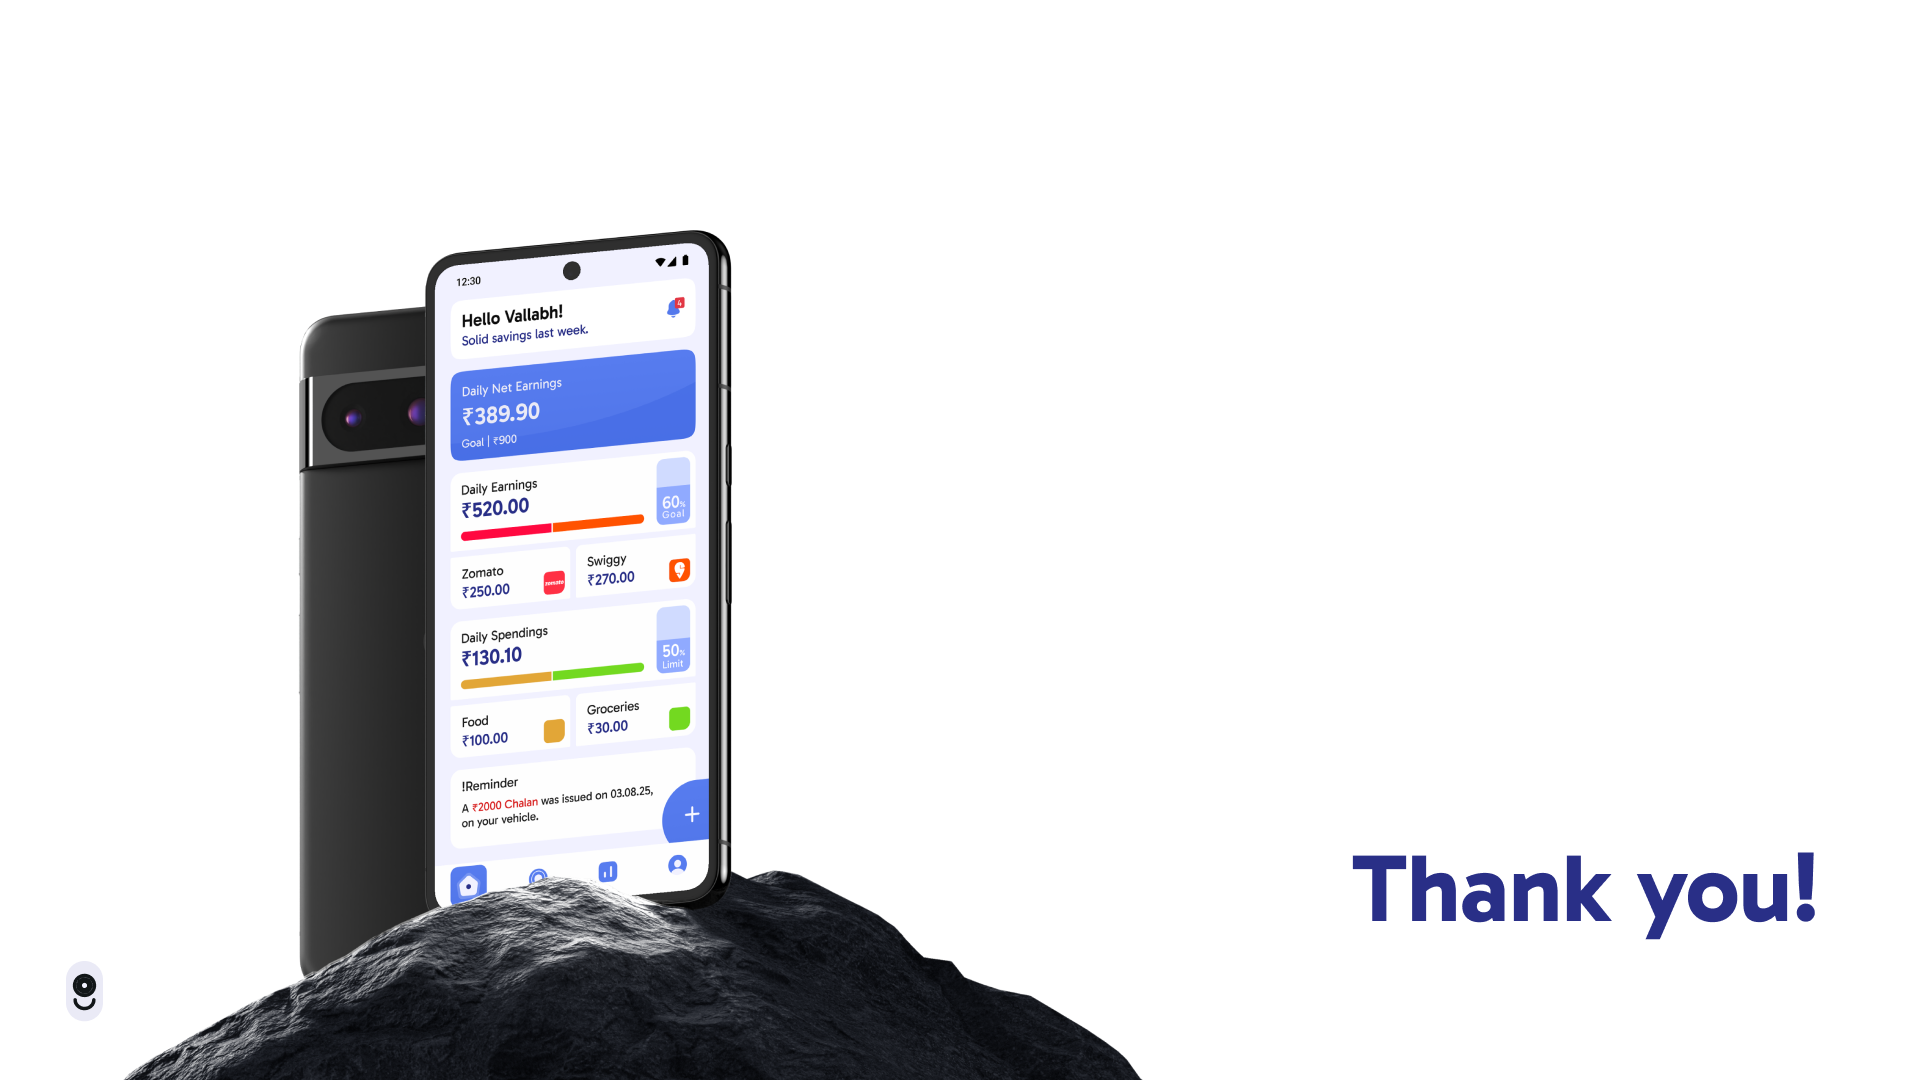 12:30
Hello Vallabh!
4
Solid savings last week.
Daily Net Earnings
₹389.90
Goal | ₹900
Daily Earnings
₹520.00
60%
Goal
Zomato
₹250.00
zomato
Swiggy
₹270.00
Daily Spendings
₹130.10
50%
Limit
Food
₹100.00
Groceries
₹30.00
!Reminder
A ₹2000 Chalan was issued on 03.08.25,
on your vehicle.
+
Thank you!